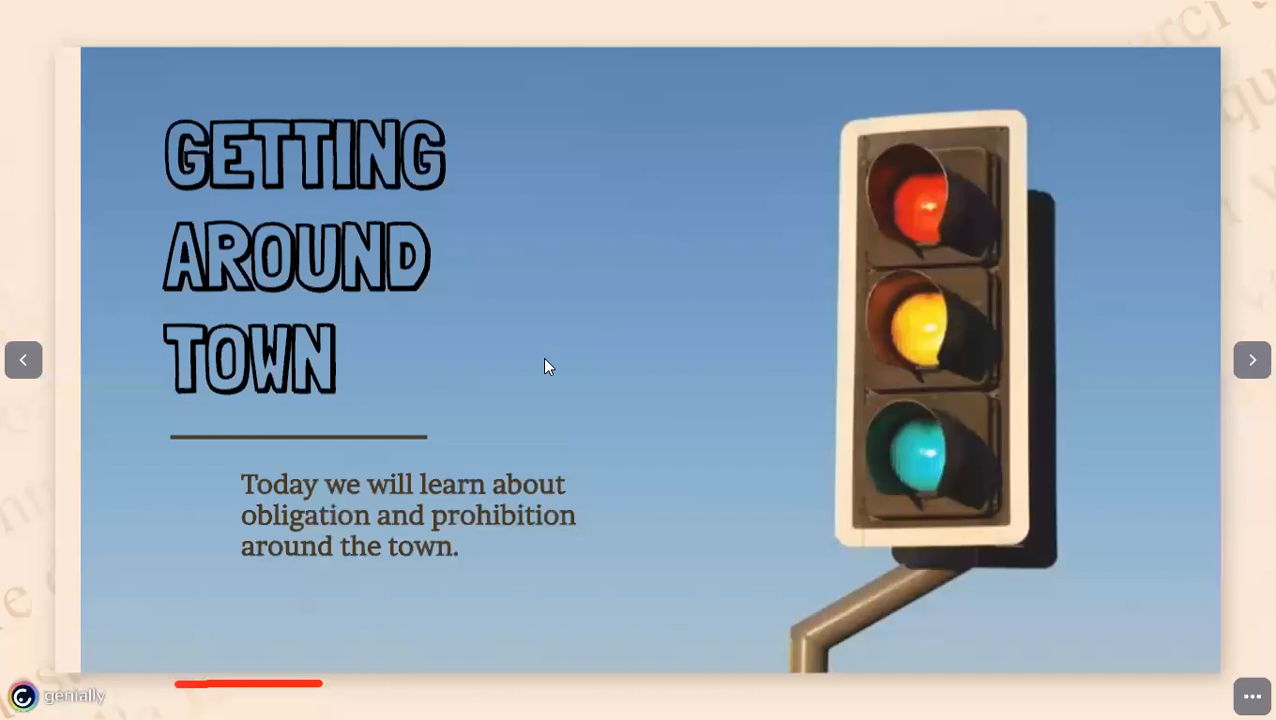 GETTING
AROUND
TOWN
Today we will learn about
obligation and prohibition
around the town.
genially